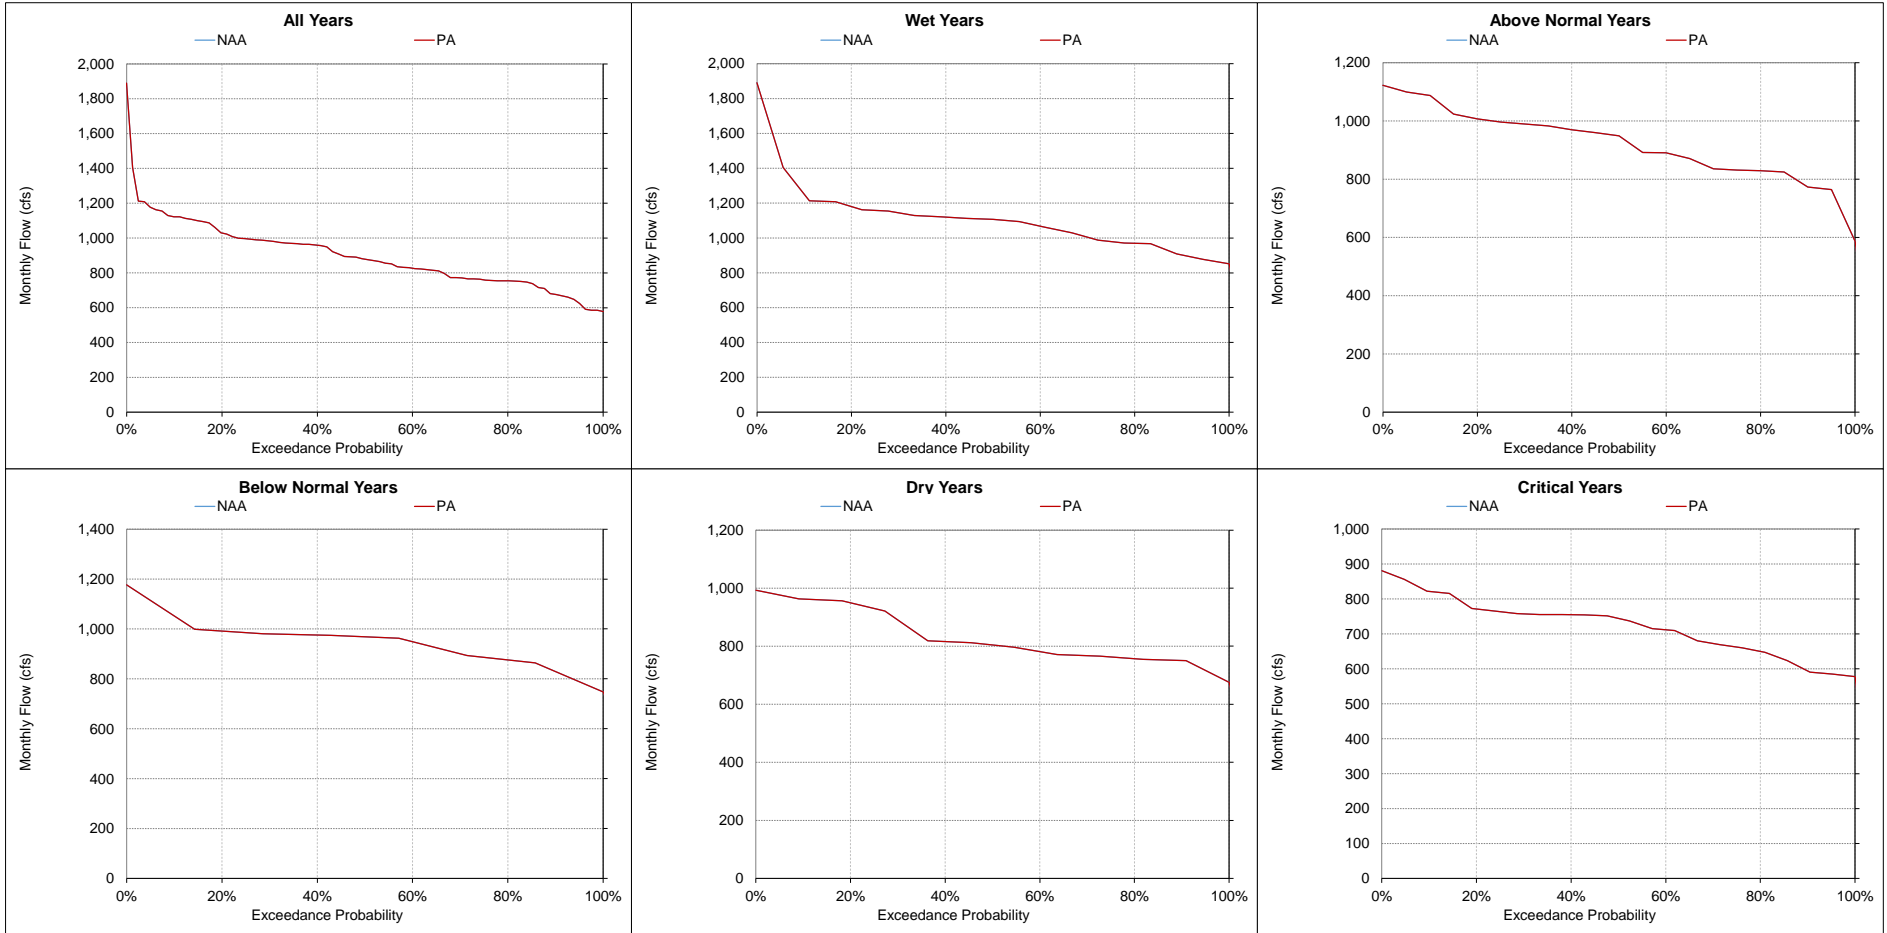 All Years
NAA PA
2,000
1,800
1,600
1,400
1,200
1,000
800
600
400
200
0
Monthly Flow (cfs)
0% 20% 40% 60% 80% 100%
Exceedance Probability
Wet Years
NAA PA
2,000
1,800
1,600
1,400
1,200
1,000
800
600
400
200
0
Monthly Flow (cfs)
0% 20% 40% 60% 80% 100%
Exceedance Probability
Above Normal Years
NAA PA
1,200
1,000
800
600
400
200
0
Monthly Flow (cfs)
0% 20% 40% 60% 80% 100%
Exceedance Probability
Below Normal Years
NAA PA
1,400
1,200
1,000
800
600
400
200
0
Monthly Flow (cfs)
0% 20% 40% 60% 80% 100%
Exceedance Probability
Dry Years
NAA PA
1,200
1,000
800
600
400
200
0
Monthly Flow (cfs)
0% 20% 40% 60% 80% 100%
Exceedance Probability
Critical Years
NAA PA
1,000
900
800
700
600
500
400
300
200
100
0
Monthly Flow (cfs)
0% 20% 40% 60% 80% 100%
Exceedance Probability